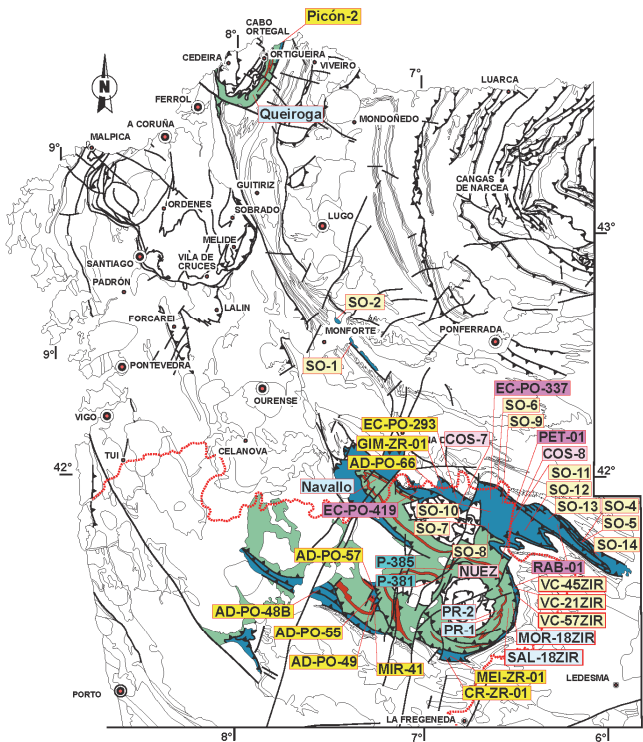 Picón-2
CABO
ORTEGAL
8°
CEDEIRA
ORTIGUEIRA
VIVEIRO
7°
LUARCA
N
FERROL
Queiroga
MONDOÑEDO
A CORUÑA
MALPICA
9°
CANGAS
DE NARCEA
GUITIRIZ
ORDENES
SOBRADO
LUGO
43°
MELIDE
SANTIAGO
VILA DE
CRUCES
PADRÓN
LALIN
SO-2
FORCAREI
MONFORTE
PONFERRADA
9°
SO-1
PONTEVEDRA
EC-PO-337
OURENSE
SO-6
VIGO
EC-PO-293
SO-9
GIM-ZR-01
COS-7
PET-01
TUI
CELANOVA
AD-PO-66
COS-8
42°
42°
SO-11
Navallo
SO-12
EC-PO-419
SO-10
SO-13
SO-4
SO-7
SO-5
SO-14
AD-PO-57
SO-8
P-385
NUEZ
RAB-01
P-381
VC-45ZIR
AD-PO-48B
PR-2
VC-21ZIR
AD-PO-55
PR-1
VC-57ZIR
MOR-18ZIR
AD-PO-49
MIR-41
SAL-18ZIR
MEI-ZR-01
LEDESMA
PORTO
CR-ZR-01
LA FREGENEDA
8°
7°
6°